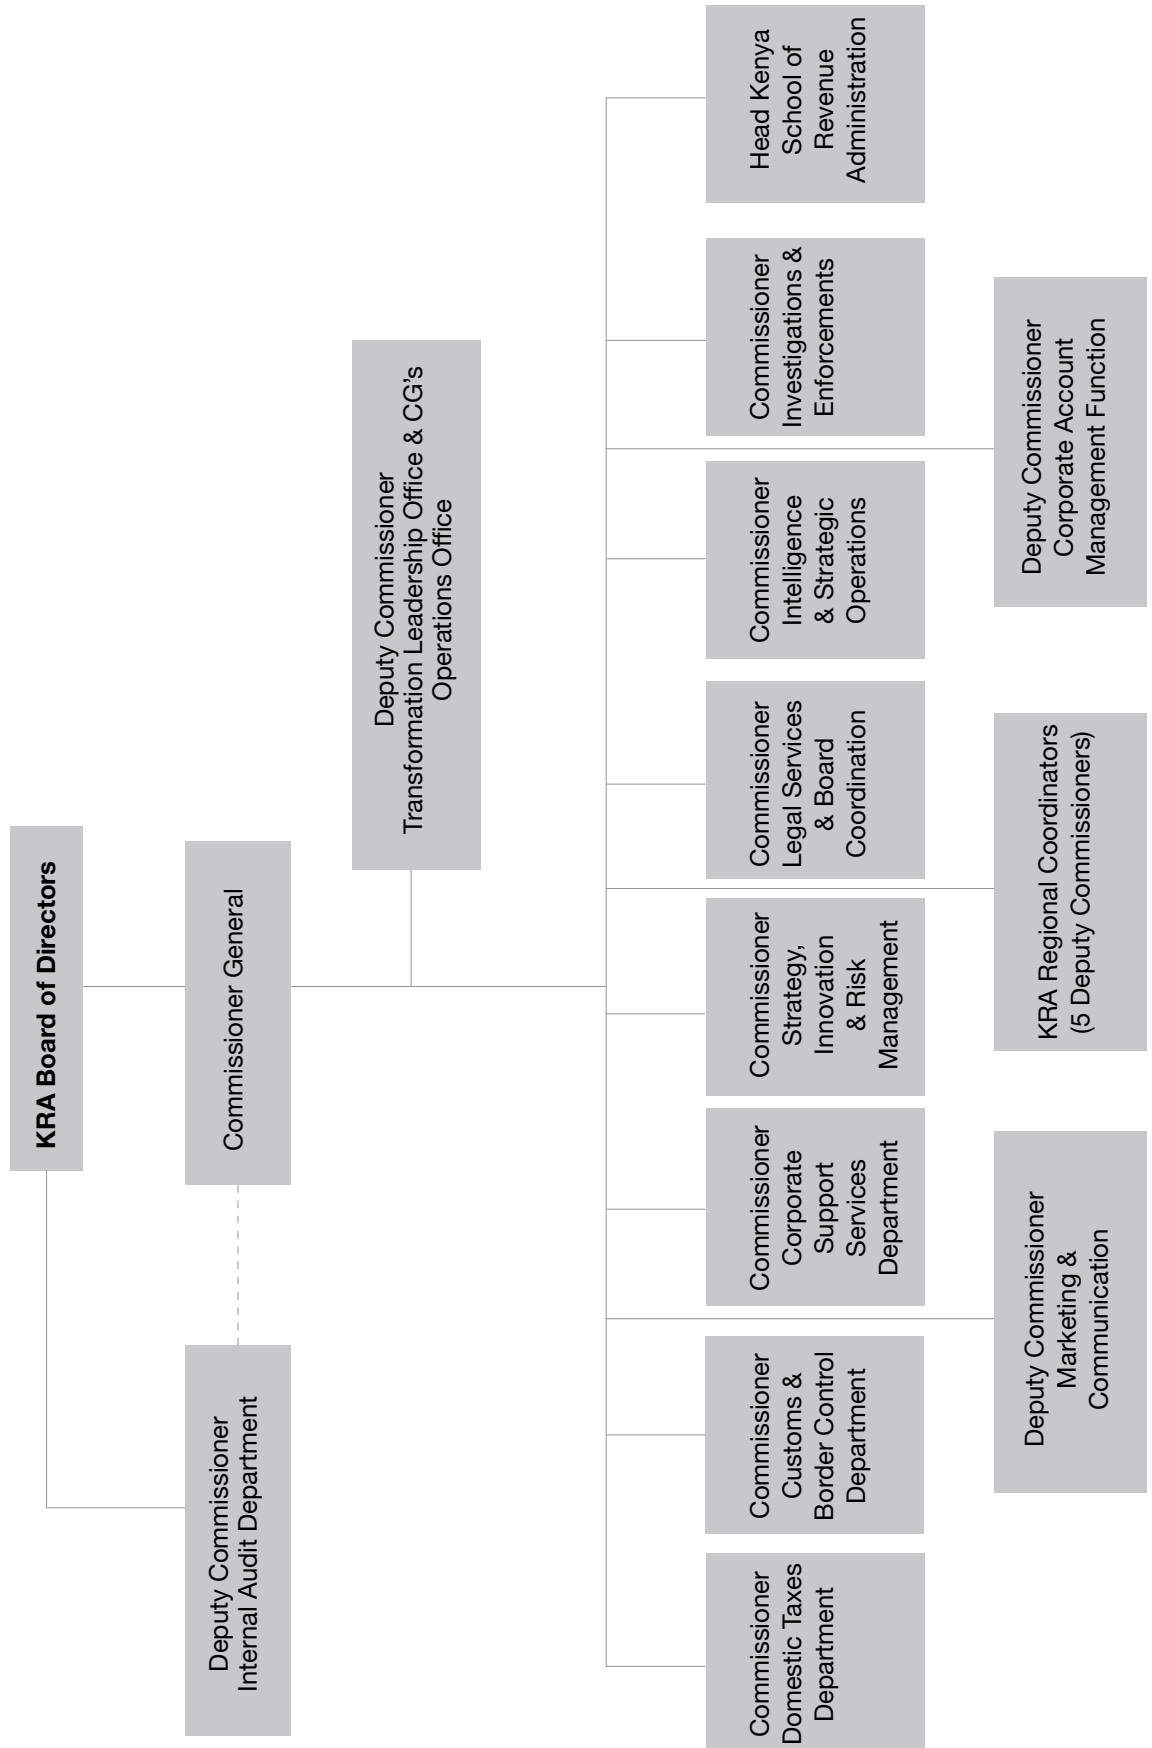 KRA Board of Directors
Deputy Commissioner
Internal Audit Department
Commissioner General
Deputy Commissioner
Transformation Leadership Office & CG’s
Operations Office
Commissioner
Domestic Taxes
Department
Commissioner
Customs &
Border Control
Department
Commissioner
Corporate
Support
Services
Department
Commissioner
Strategy,
Innovation
& Risk
Management
Commissioner
Legal Services
& Board
Coordination
Commissioner
Intelligence
& Strategic
Operations
Commissioner
Investigations &
Enforcements
Head Kenya
School of
Revenue
Administration
Deputy Commissioner
Marketing &
Communication
KRA Regional Coordinators
(5 Deputy Commissioners)
Deputy Commissioner
Corporate Account
Management Function